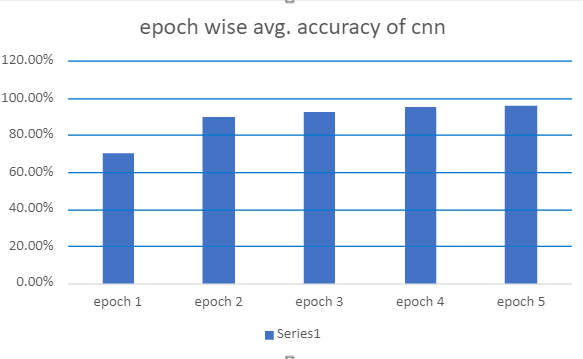 epoch wise avg. accuracy of cnn
120.00%
100.00%
80.00%
60.00%
40.00%
20.00%
0.00%
epoch 1 epoch 2 epoch 3 epoch 4 epoch 5
Series1